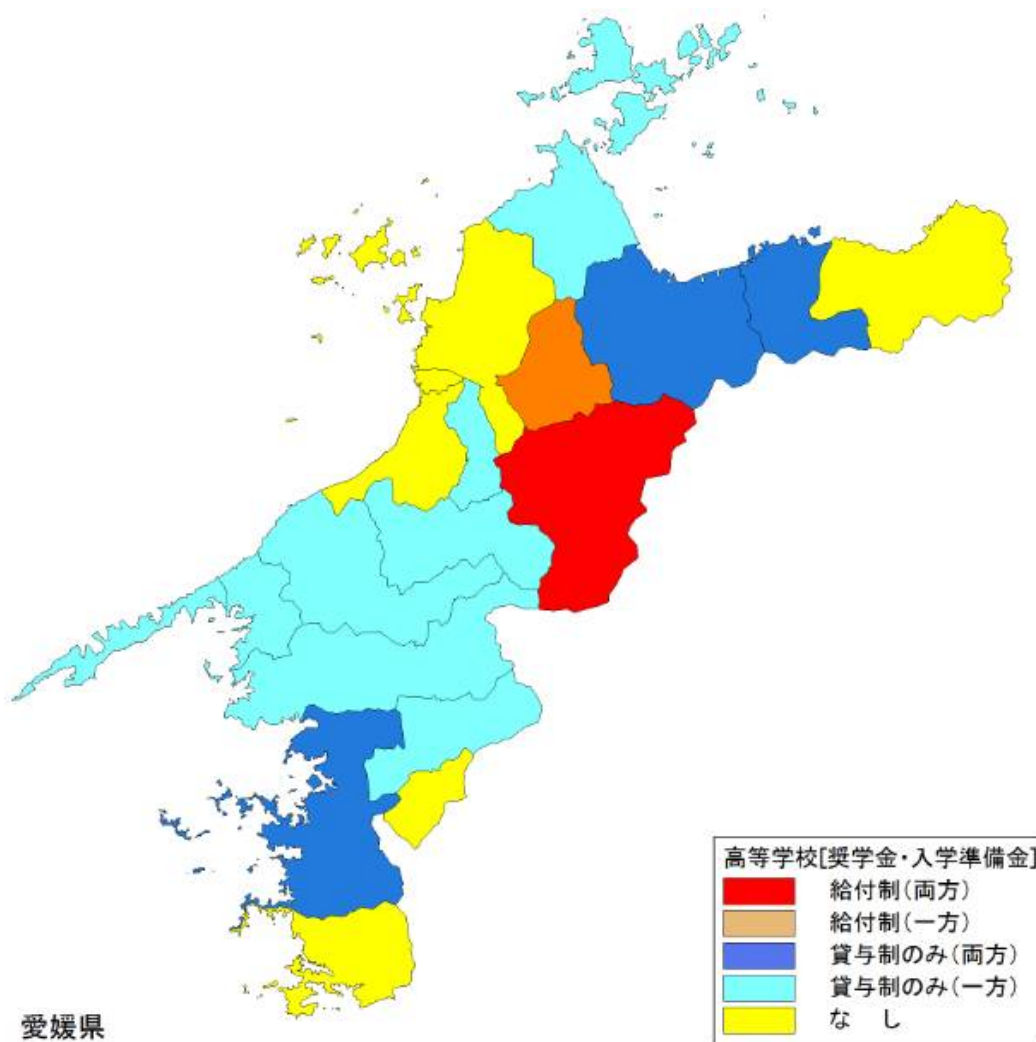 高等学校[奨学金・入学準備金]
給付制(両方)
給付制(一方)
貸与制のみ(両方)
貸与制のみ(一方)
な し
愛媛県